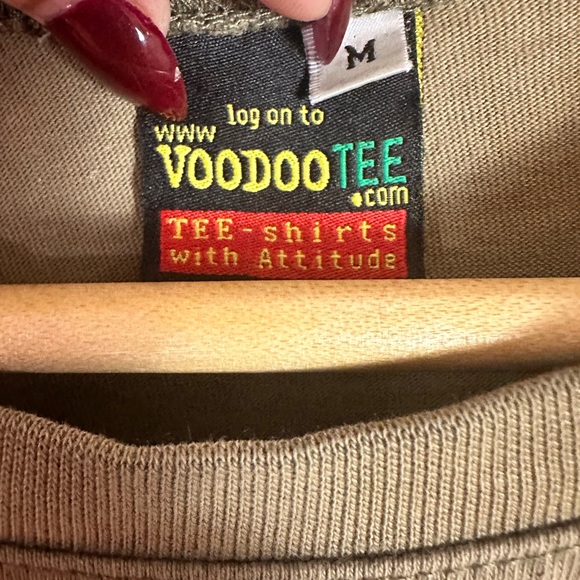 M
log on to
www
VOODOOTEE
.com
TEE-shirts
with Attitude